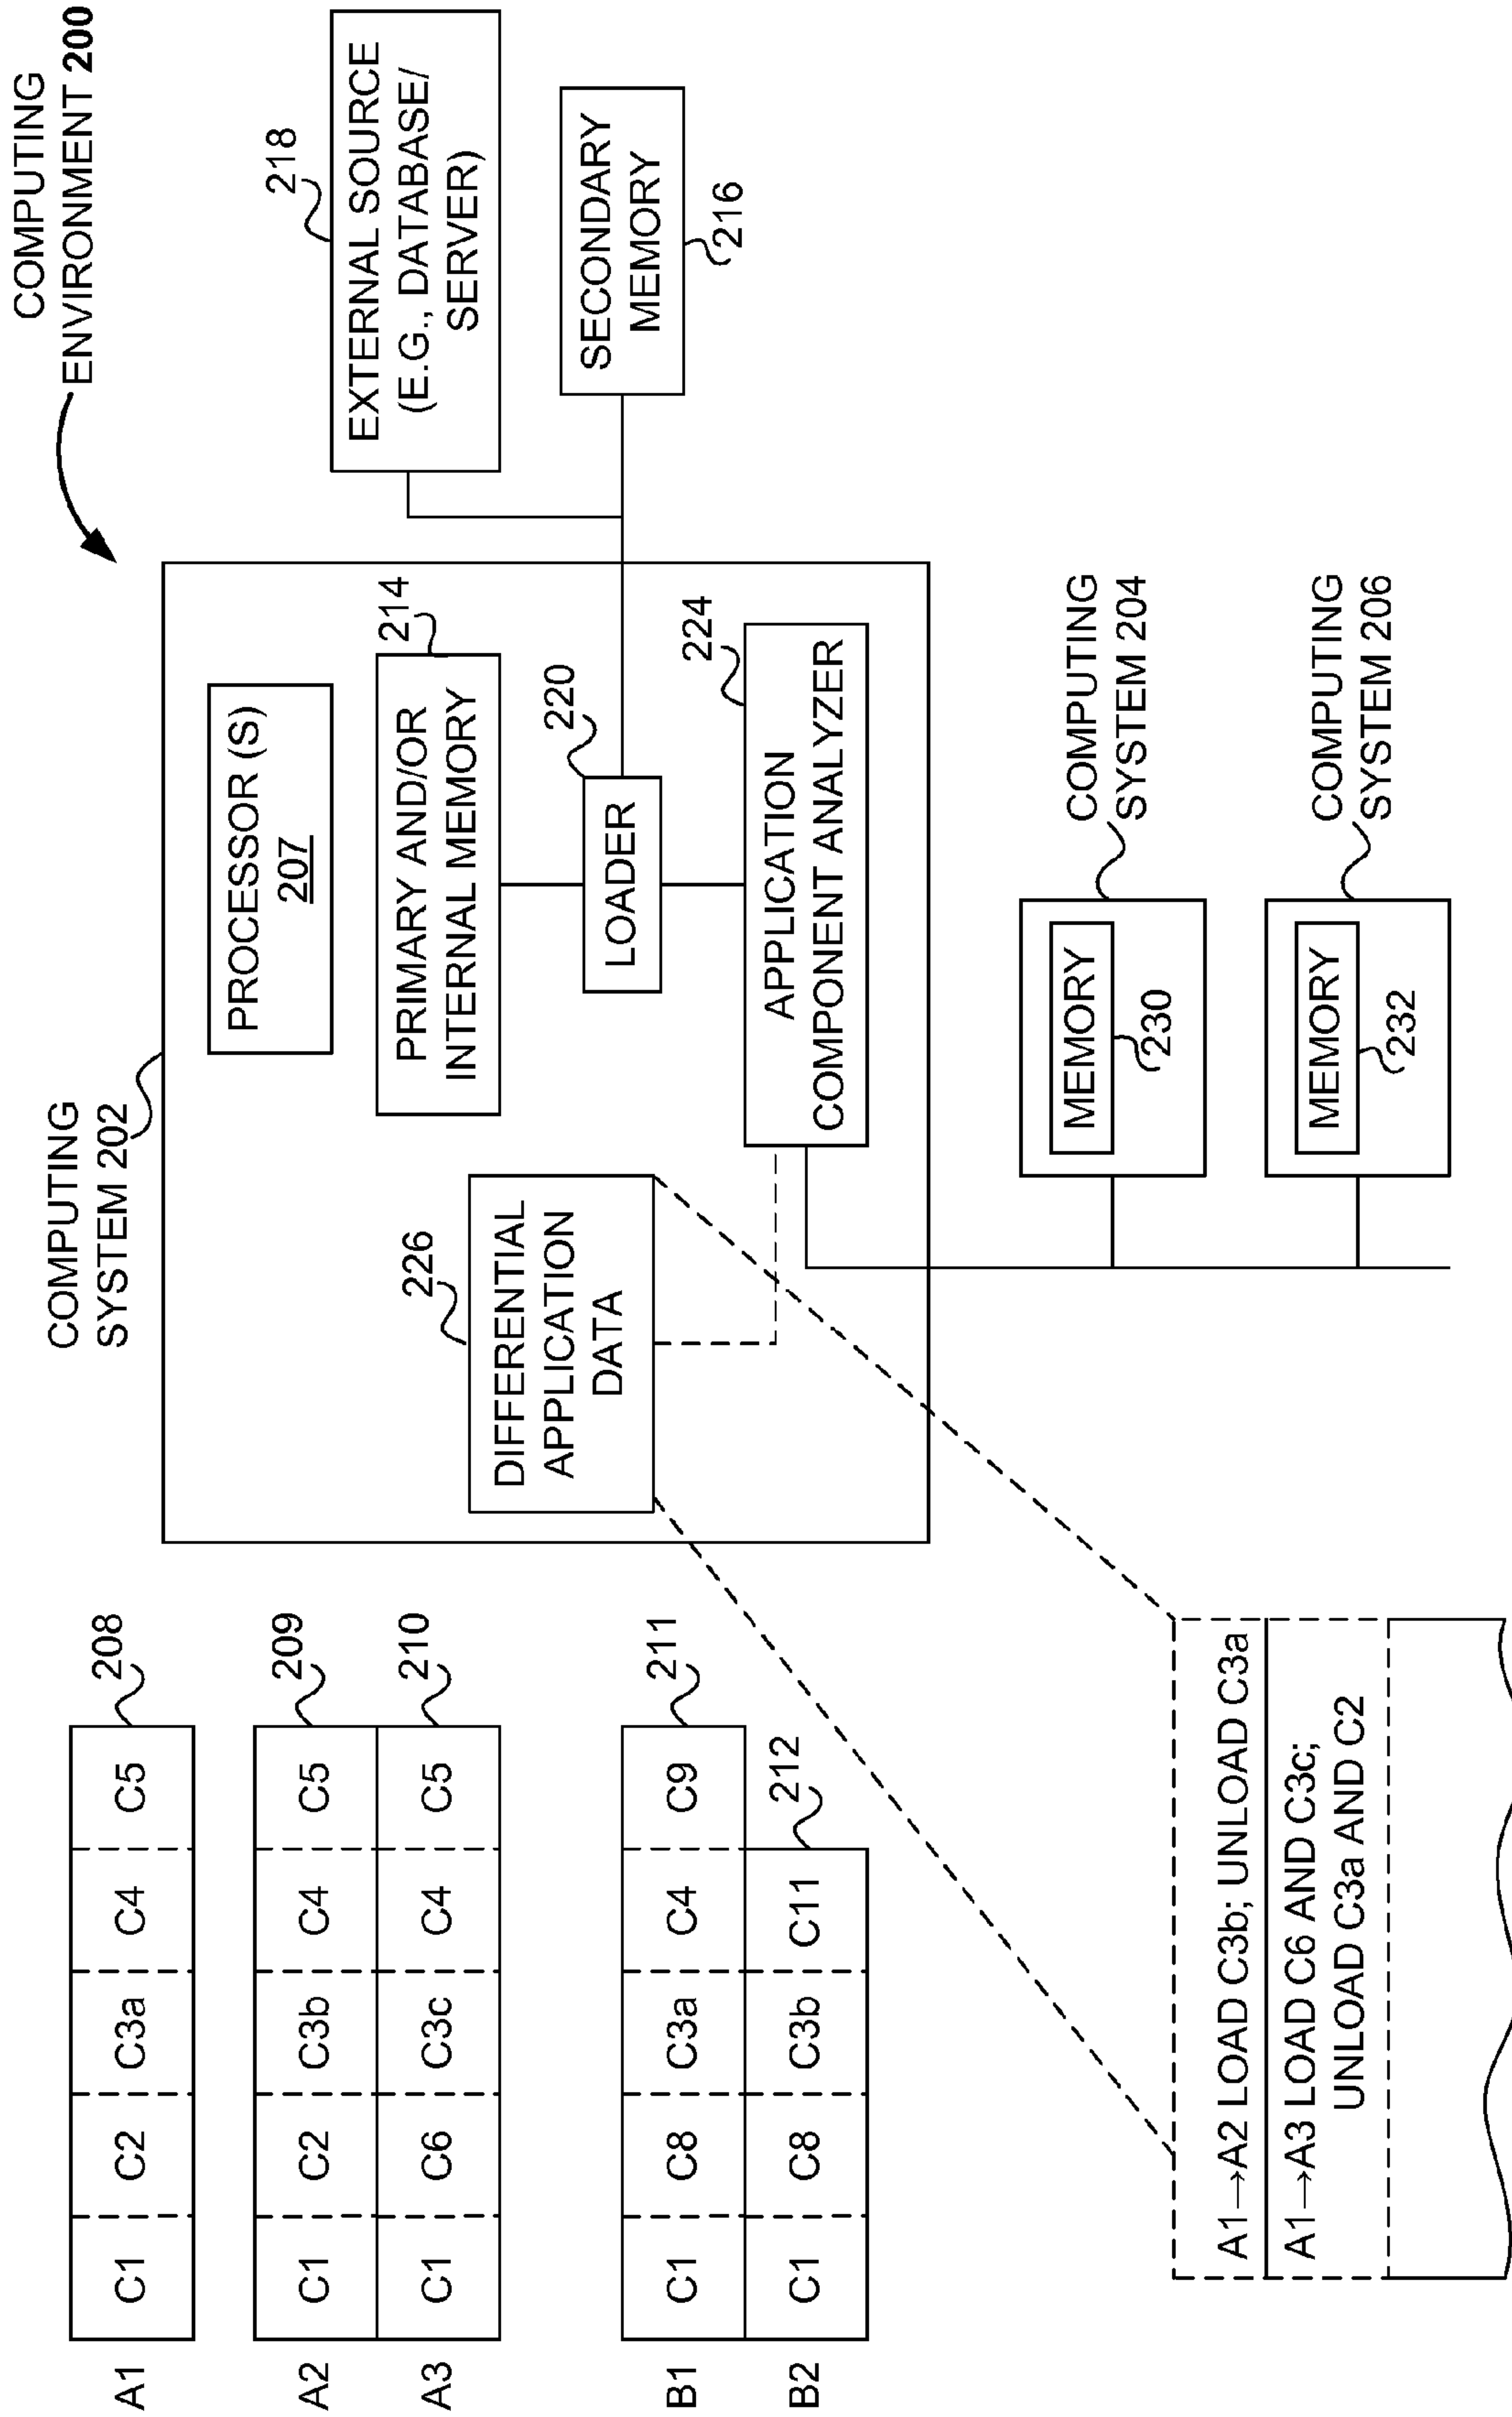 COMPUTING
ENVIRONMENT 200
COMPUTING
SYSTEM 202
A1
C1 C2 C3a C4 C5
208
A2
C1 C2 C3b C4 C5
209
A3
C1 C6 C3c C4 C5
210
B1
C1 C8 C3a C4 C9
211
B2
C1 C8 C3b C11
212
PROCESSOR (S)
207
PRIMARY AND/OR
INTERNAL MEMORY
214
LOADER
220
APPLICATION
COMPONENT ANALYZER
224
DIFFERENTIAL
APPLICATION
DATA
226
EXTERNAL SOURCE
(E.G., DATABASE/
SERVER)
218
SECONDARY
MEMORY
216
COMPUTING
SYSTEM 204
MEMORY
230
COMPUTING
SYSTEM 206
MEMORY
232
A1→A2 LOAD C3b; UNLOAD C3a
A1→A3 LOAD C6 AND C3c;
UNLOAD C3a AND C2